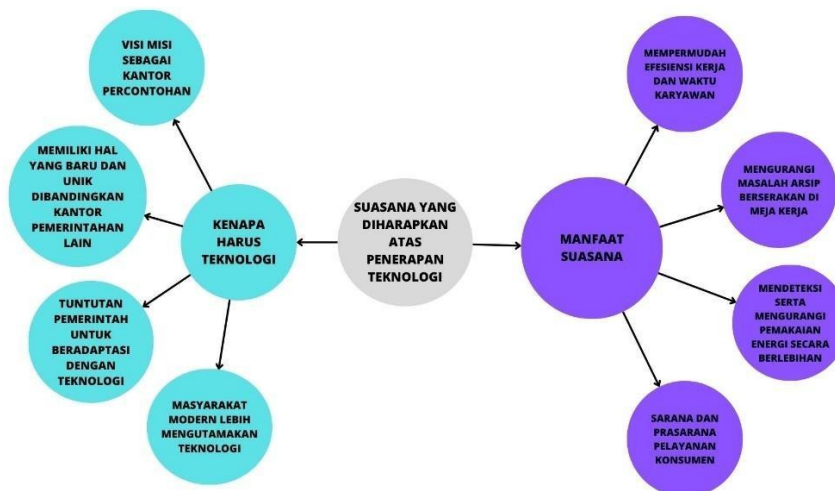 VISI MISI
SEBAGAI
KANTOR
PERCONTOHAN
MEMILIKI HAL
YANG BARU DAN
UNIK
DIBANDINGKAN
KANTOR
PEMERINTAHAN
LAIN
TUNTUTAN
PEMERINTAH
UNTUK
BERADAPTASI
DENGAN
TEKNOLOGI
MASYARAKAT
MODERN LEBIH
MENGUTAMAKAN
TEKNOLOGI
KENAPA
HARUS
TEKNOLOGI
SUASANA YANG
DIHARAPKAN
ATAS
PENERAPAN
TEKNOLOGI
MANFAAT
SUASANA
MEMPERMUDAH
EFESIENSI KERJA
DAN WAKTU
KARYAWAN
MENGURANGI
MASALAH ARSIP
BERSERAKAN DI
MEJA KERJA
MENDETEKSI
SERTA
MENGURANGI
PEMAKAIAN
ENERGI SECARA
BERLEBIHAN
SARANA DAN
PRASARANA
PELAYANAN
KONSUMEN